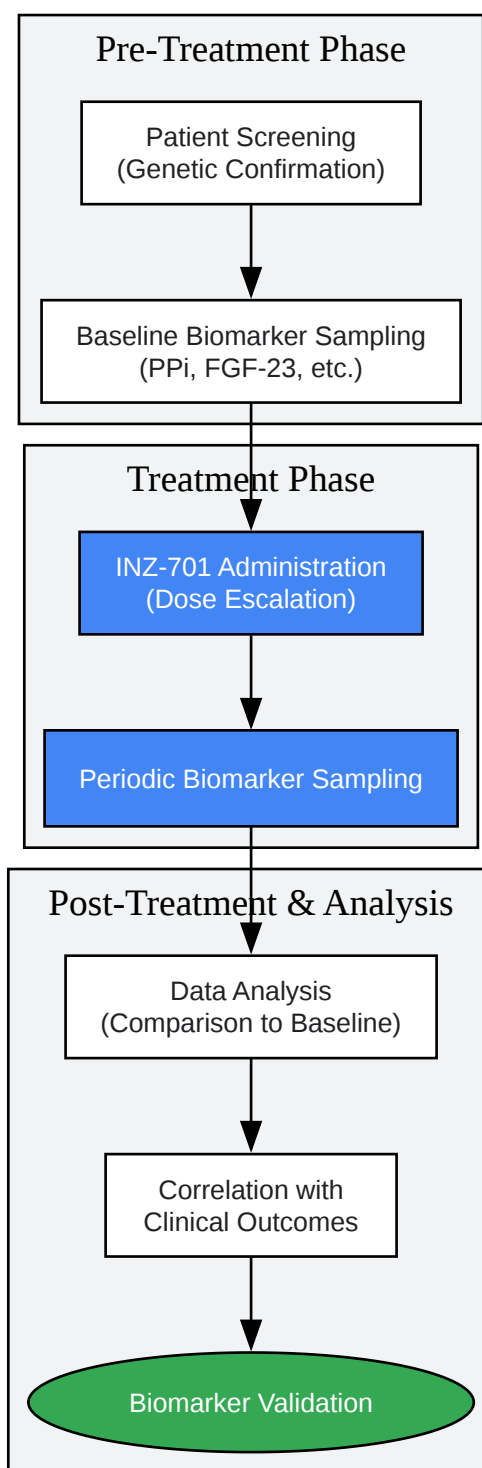 Pre-Treatment Phase
Patient Screening
(Genetic Confirmation)
Baseline Biomarker Sampling
(PPi, FGF-23, etc.)
Treatment Phase
INZ-701 Administration
(Dose Escalation)
Periodic Biomarker Sampling
Post-Treatment & Analysis
Data Analysis
(Comparison to Baseline)
Correlation with
Clinical Outcomes
Biomarker Validation